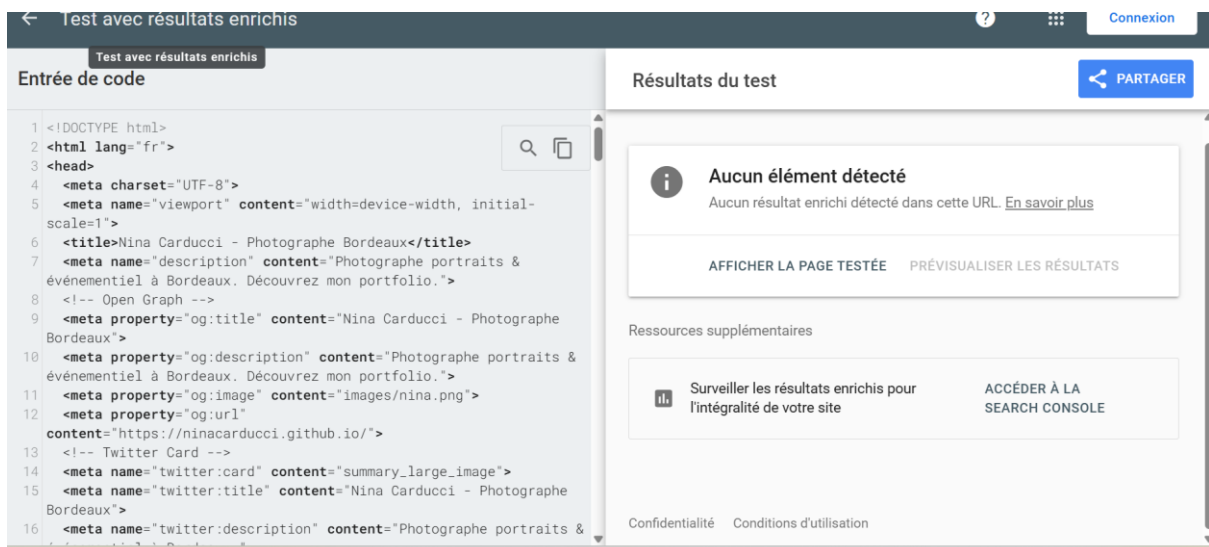 ← Test avec résultats enrichis
?
Connexion
Test avec résultats enrichis
Entrée de code
1 <!DOCTYPE html>
2 <html lang="fr">
3 <head>
4 <meta charset="UTF-8">
5 <meta name="viewport" content="width=device-width, initial-
scale=1">
6 <title>Nina Carducci - Photographe Bordeaux</title>
7 <meta name="description" content="Photographe portraits &
événementiel à Bordeaux. Découvrez mon portfolio.">
8 <!-- Open Graph -->
9 <meta property="og:title" content="Nina Carducci - Photographe
Bordeaux">
10 <meta property="og:description" content="Photographe portraits &
événementiel à Bordeaux. Découvrez mon portfolio.">
11 <meta property="og:image" content="images/nina.png">
12 <meta property="og:url"
content="https://ninacarducci.github.io/">
13 <!-- Twitter Card -->
14 <meta name="twitter:card" content="summary_large_image">
15 <meta name="twitter:title" content="Nina Carducci - Photographe
Bordeaux">
16 <meta name="twitter:description" content="Photographe portraits &
Résultats du test
PARTAGER
Aucun élément détecté
Aucun résultat enrichi détecté dans cette URL. En savoir plus
AFFICHER LA PAGE TESTÉE PRÉVISUALISER LES RÉSULTATS
Ressources supplémentaires
Surveiller les résultats enrichis pour
l'intégralité de votre site
ACCÉDER À LA
SEARCH CONSOLE
Confidentialité Conditions d'utilisation